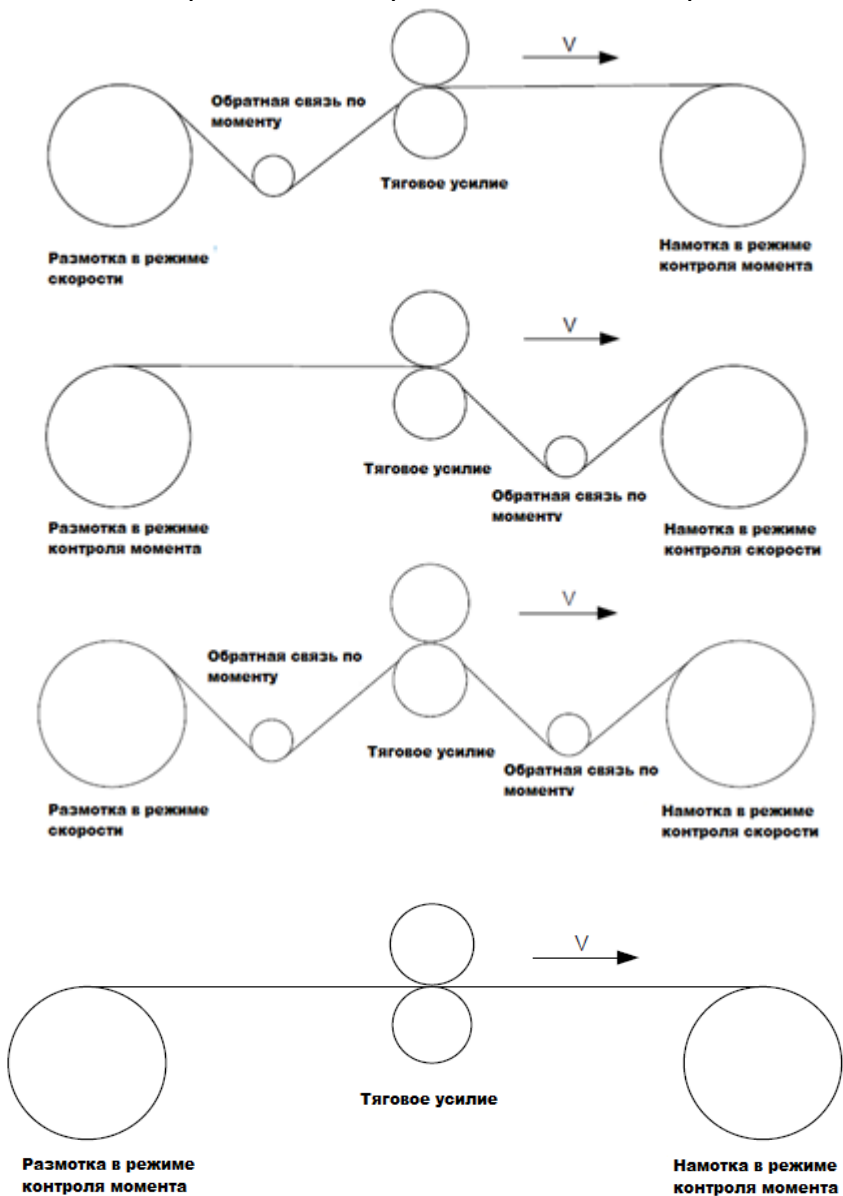 V
Обратная связь по
моменту
Тяговое усилие
Размотка в режиме
скорости
Намотка в режиме
контроля момента
V
Тяговое усилие
Обратная связь по
моменту
Размотка в режиме
контроля момента
Намотка в режиме
контроля скорости
V
Обратная связь по
моменту
Тяговое усилие
Обратная связь по
моменту
Размотка в режиме
скорости
Намотка в режиме
контроля скорости
V
Тяговое усилие
Размотка в режиме
контроля момента
Намотка в режиме
контроля момента